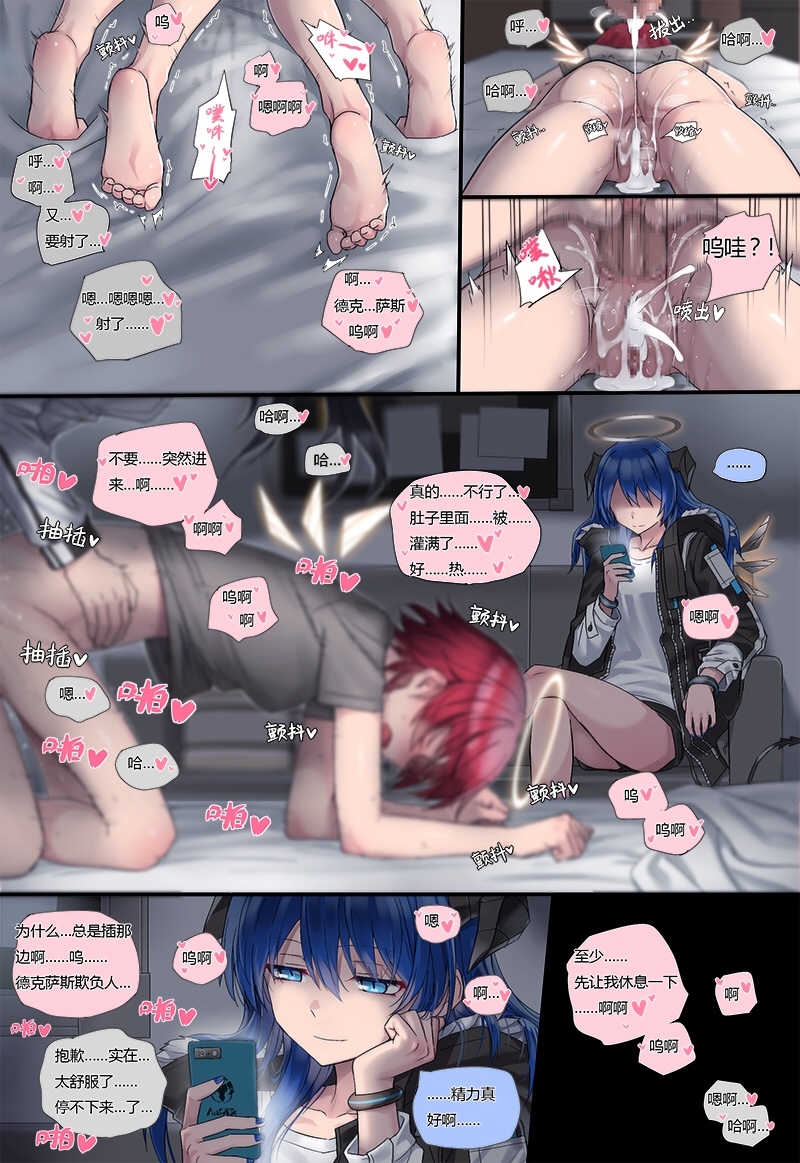 呜
颤抖
咻
啊
嗯啊啊
噗咻
颤抖
呼...
啊...
又...
要射了...
嗯...嗯嗯嗯...
射了......
啊...
德克...萨斯
呜啊
呼...
拔出...
哈啊...
哈啊...
颤抖..
颤抖..
噗啾
呜哇？!
喷出
哈啊...
哈...
......
啪
不要......突然进
来...啊......
啊啊
真的......不行了...
肚子里面......被......
灌满了......
好......热......
抽插
啪
呜啊
啊
颤抖
嗯啊
抽插
嗯...
啪
颤抖
啪
哈...
颤抖
呜
啪
呜啊
颤抖
为什么...总是插那
边啊......呜......
德克萨斯欺负人...
呜啊
嗯
啊...
啪
啪
抱歉......实在...
太舒服了......
停不下来...了...
啪
......精力真
好啊......
至少......
先让我休息一下
......啊啊
啊
呜啊
嗯啊...
哈啊...